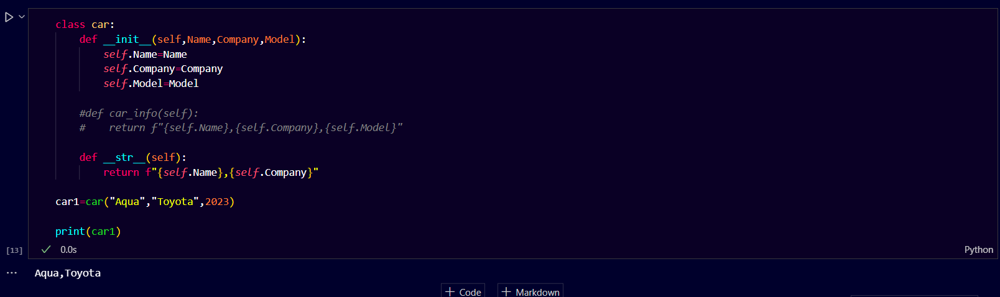 class car:
    def __init__(self,Name,Company,Model):
        self.Name=Name
        self.Company=Company
        self.Model=Model
    #def car_info(self):
    #    return f"{self.Name},{self.Company},{self.Model}"
    def __str__(self):
        return f"{self.Name},{self.Company}"
car1=car("Aqua","Toyota",2023)
print(car1)
[13] 0.0s Python
Aqua,Toyota
+ Code + Markdown